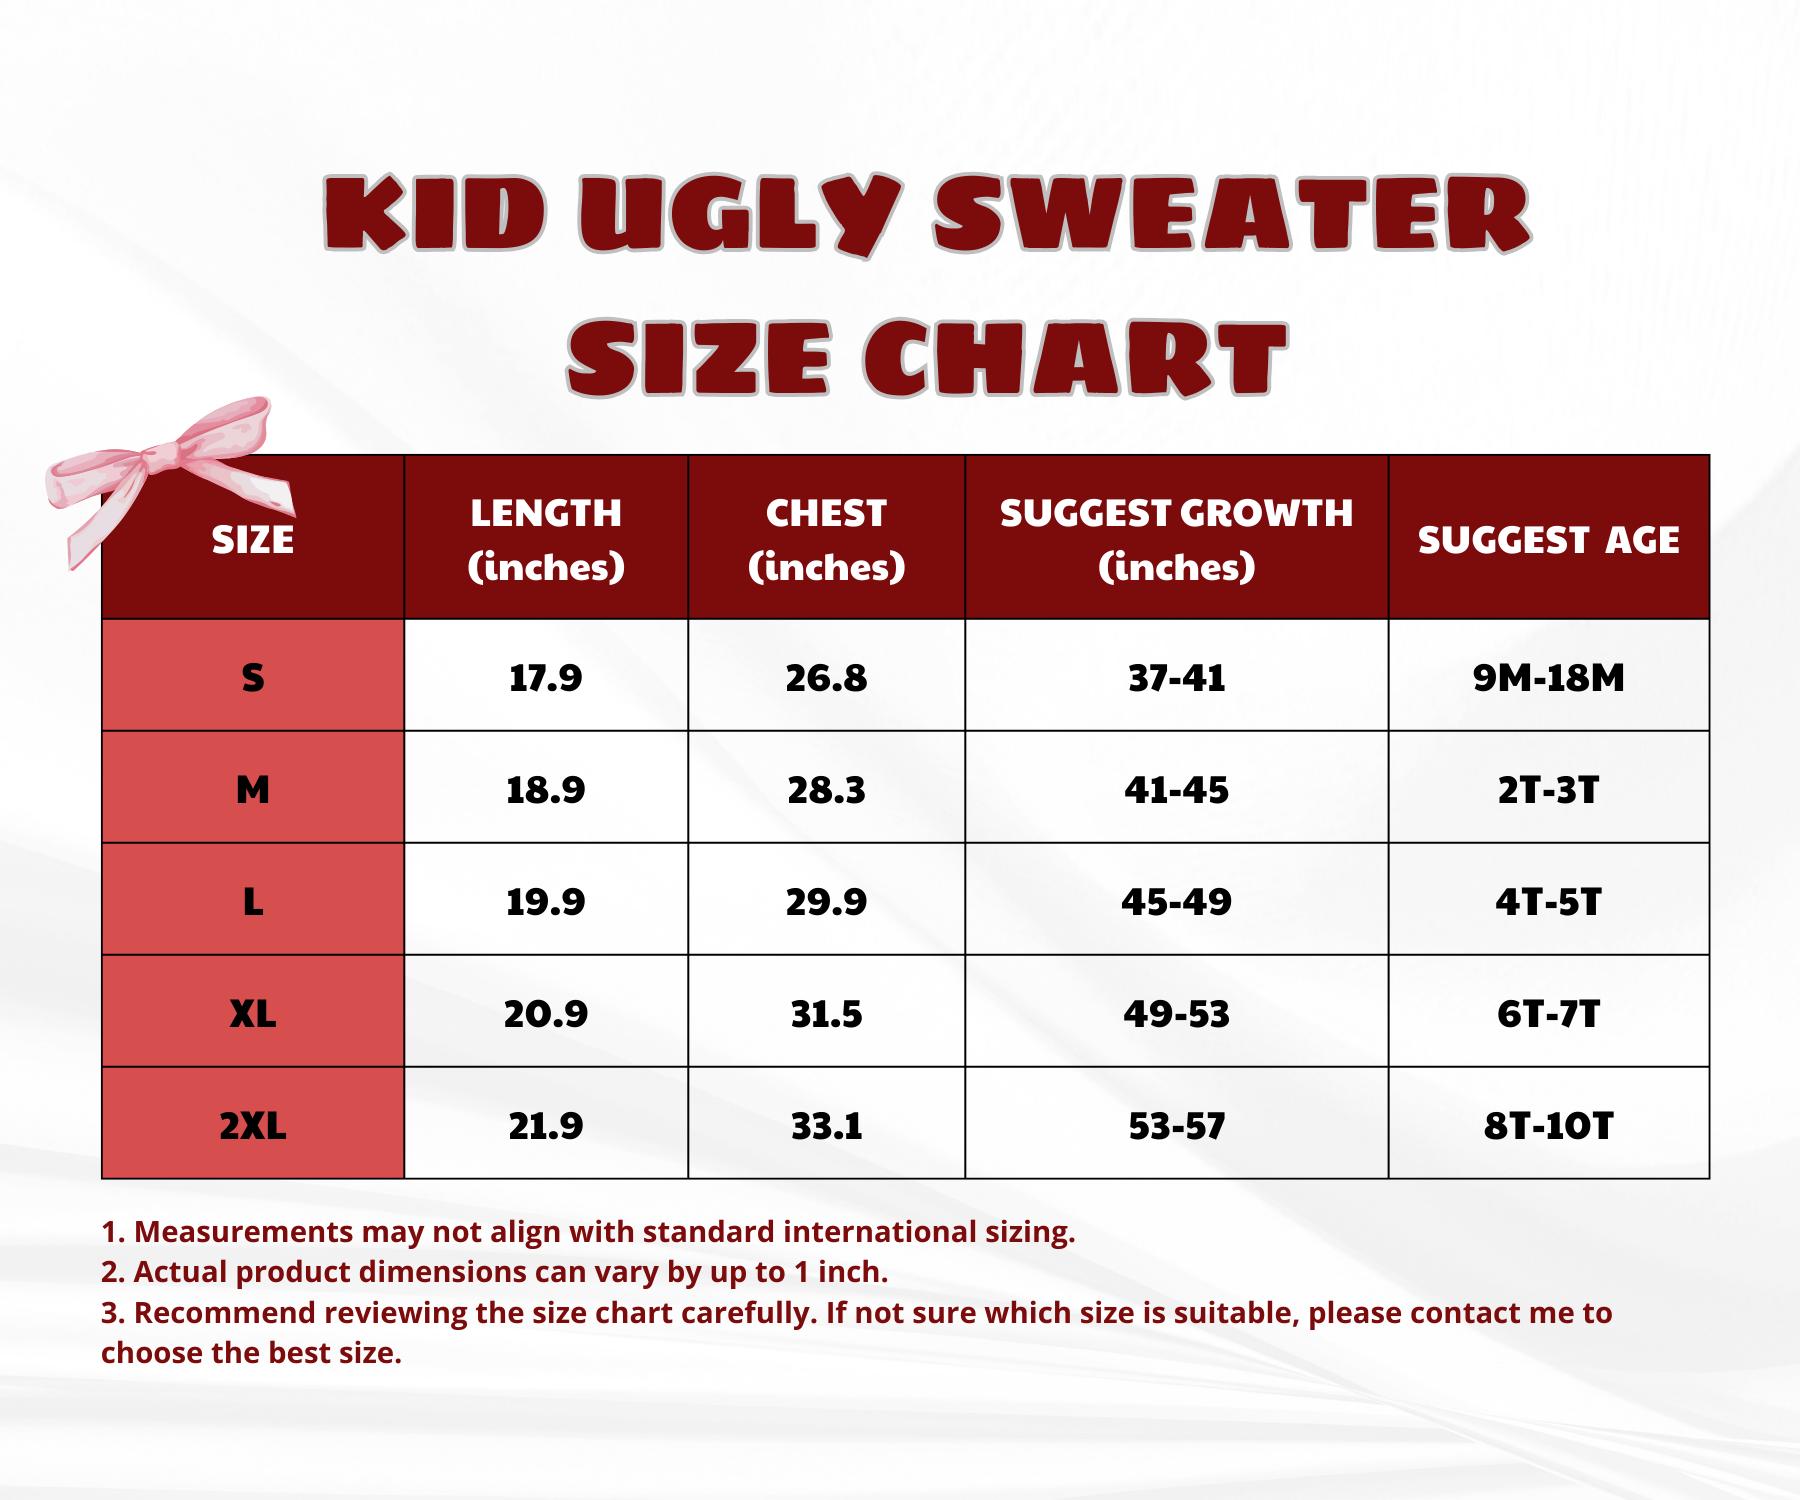 KID UGLY SWEATER
SIZE CHART
SIZE LENGTH (inches) CHEST (inches) SUGGEST GROWTH (inches) SUGGEST AGE
S 17.9 26.8 37-41 9M-18M
M 18.9 28.3 41-45 2T-3T
L 19.9 29.9 45-49 4T-5T
XL 20.9 31.5 49-53 6T-7T
2XL 21.9 33.1 53-57 8T-10T
1. Measurements may not align with standard international sizing.
2. Actual product dimensions can vary by up to 1 inch.
3. Recommend reviewing the size chart carefully. If not sure which size is suitable, please contact me to
choose the best size.